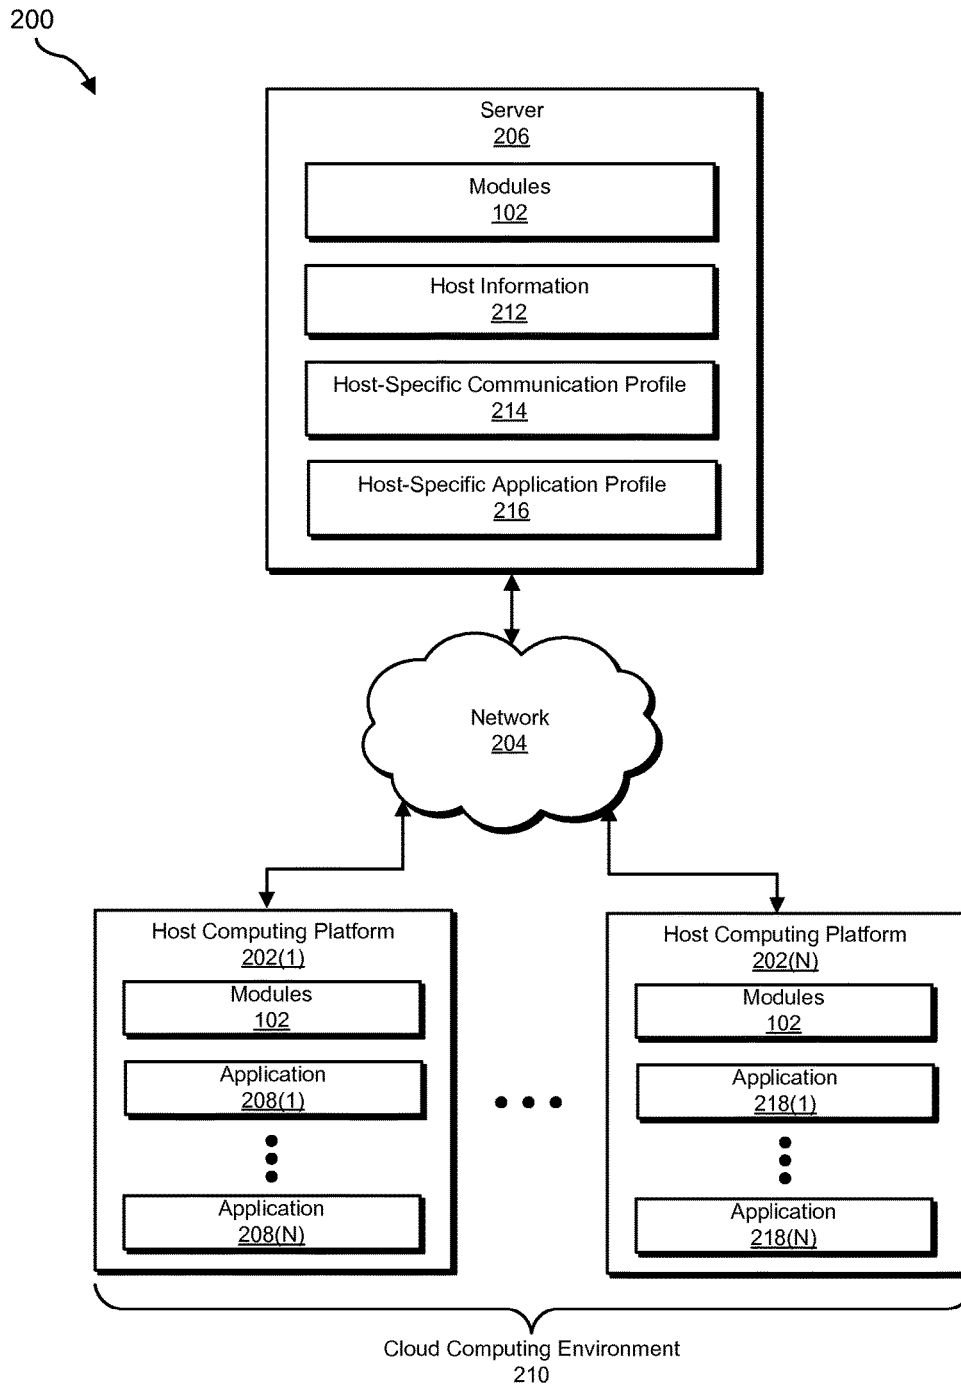 200
Server
206
Modules
102
Host Information
212
Host-Specific Communication Profile
214
Host-Specific Application Profile
216
Network
204
Host Computing Platform
202(1)
Modules
102
Application
208(1)
Application
208(N)
Host Computing Platform
202(N)
Modules
102
Application
218(1)
Application
218(N)
Cloud Computing Environment
210